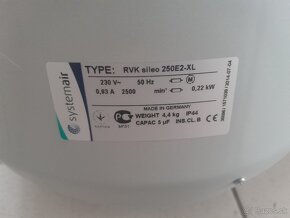 systemair
TYPE: RVK sileo 250E2-XL
230 V~ 50 Hz
0,93 A 2500 min⁻¹ 0,22 kW
MADE IN GERMANY
WEIGHT 4,4 kg IP44
CAPAC 5 µF INS.CL. B
CE